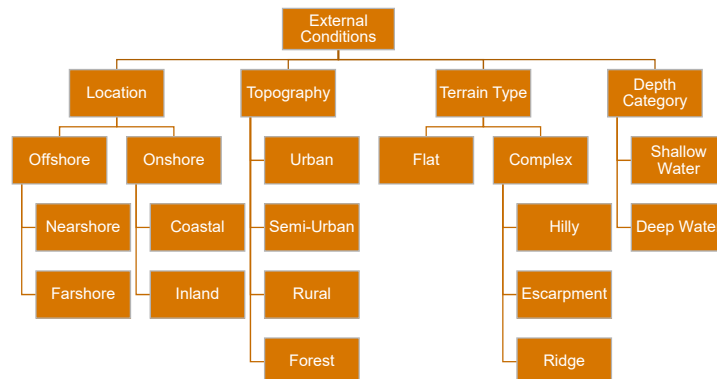 External
Conditions
Location
Topography
Terrain Type
Depth
Category
Offshore
Onshore
Urban
Flat
Complex
Shallow
Water
Nearshore
Coastal
Semi-Urban
Hilly
Deep Water
Farshore
Inland
Rural
Escarpment
Forest
Ridge